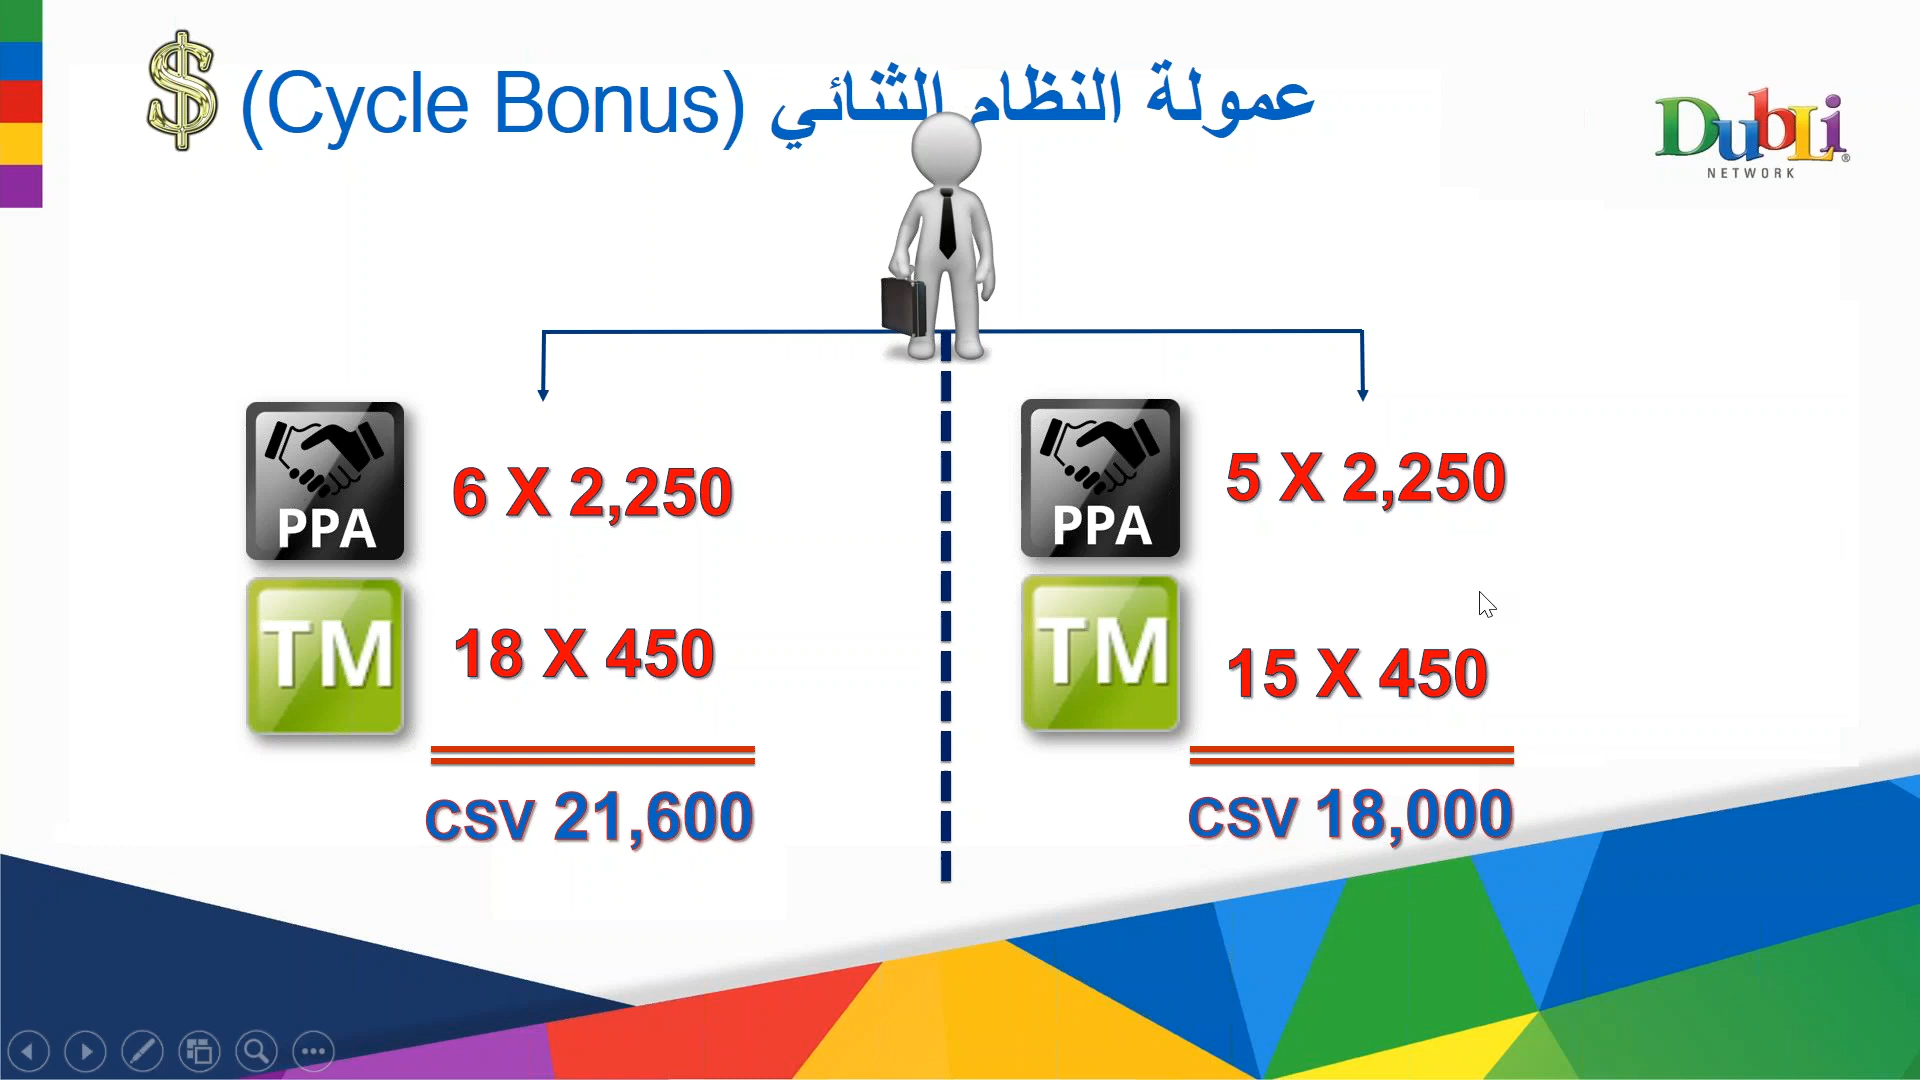 $ (Cycle Bonus) عمولة النظام الثنائي
DubLi®
NETWORK
PPA
6 X 2,250
TM
18 X 450
CSV 21,600
PPA
5 X 2,250
TM
15 X 450
CSV 18,000